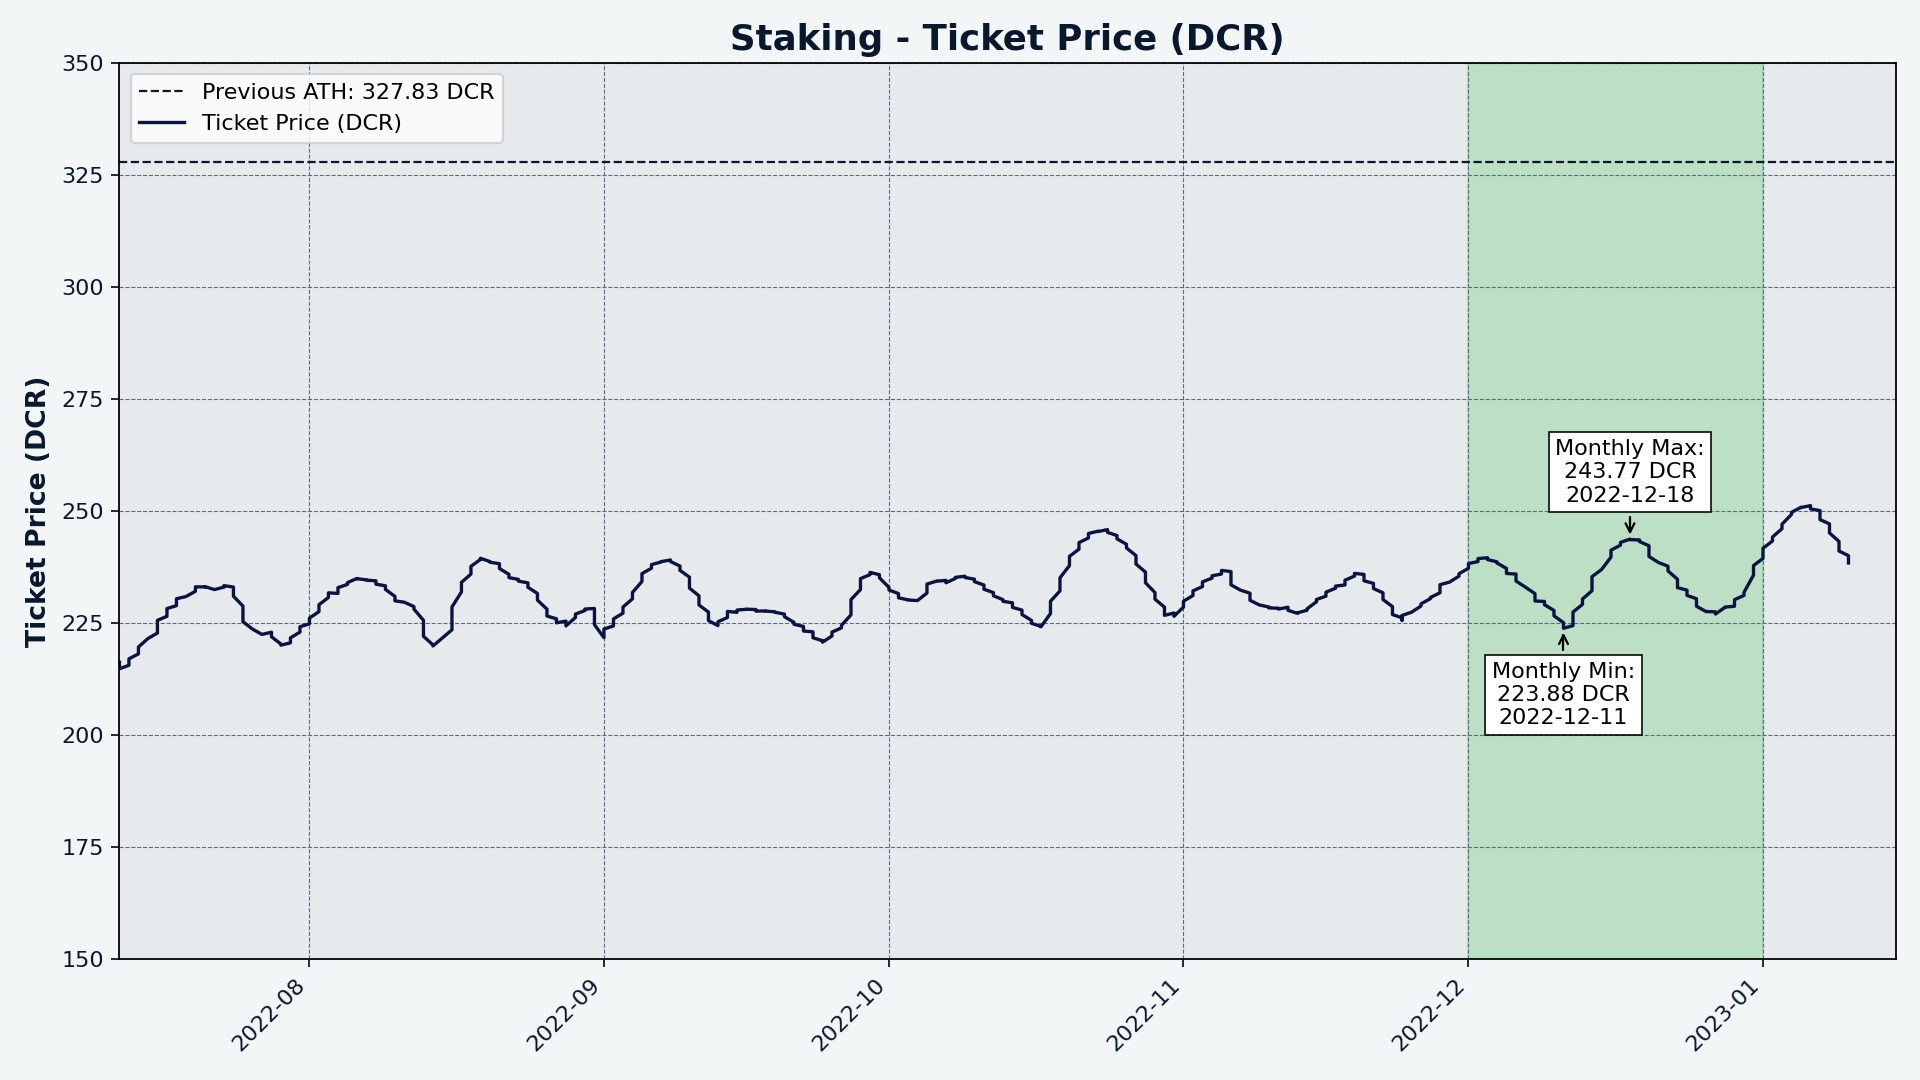 Staking - Ticket Price (DCR)
Previous ATH: 327.83 DCR
Ticket Price (DCR)
Ticket Price (DCR)
350
325
300
275
250
225
200
175
150
Monthly Max:
243.77 DCR
2022-12-18
Monthly Min:
223.88 DCR
2022-12-11
2022-08
2022-09
2022-10
2022-11
2022-12
2023-01